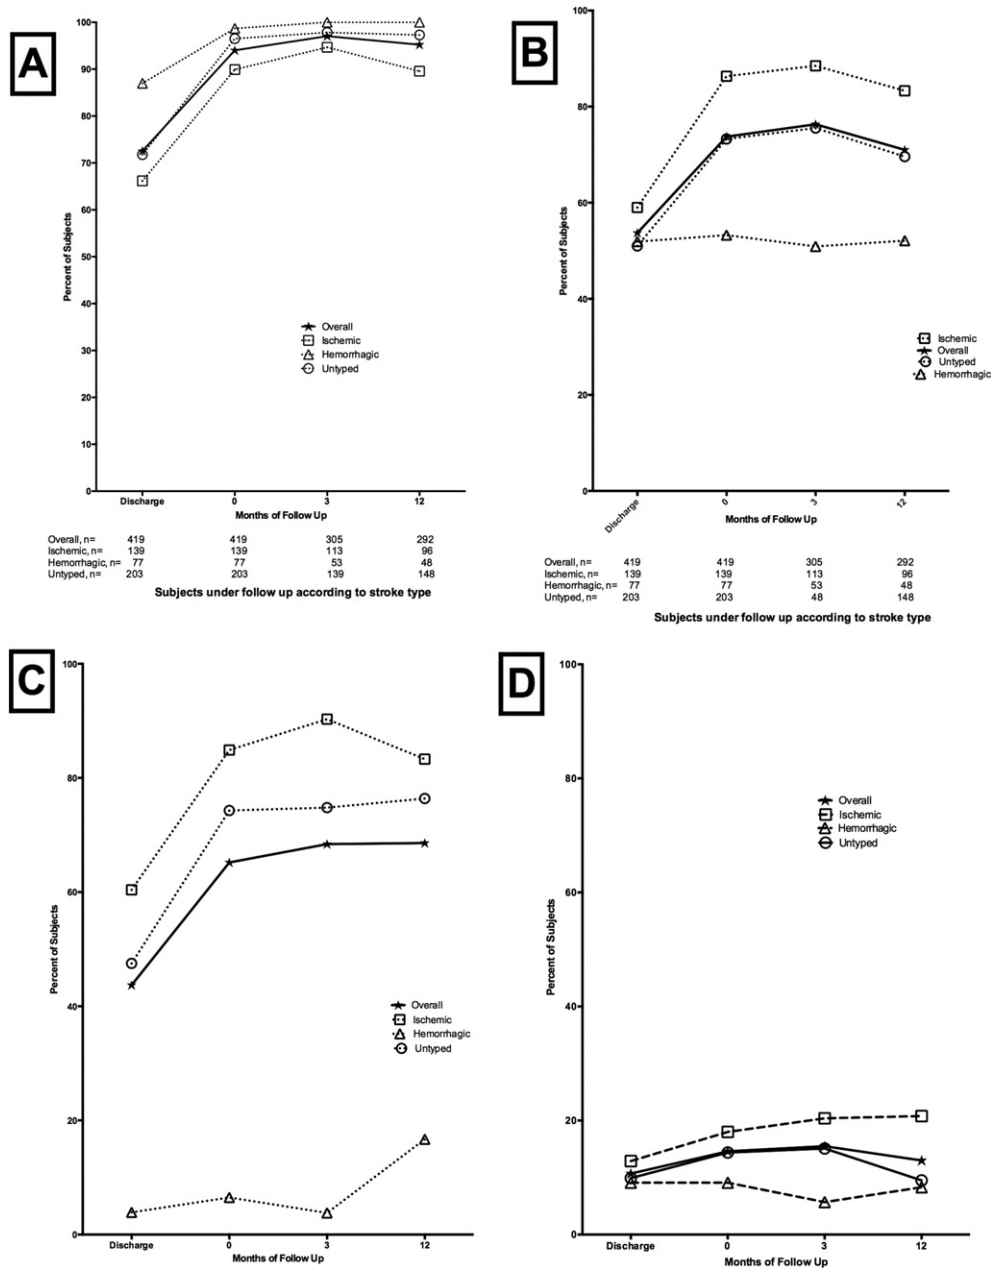 A
100
90
80
70
60
50
40
30
20
10
0
Percent of Subjects
Overall
Ischemic
Hemorrhagic
Untyped
Discharge 0 3 12
Months of Follow Up
Overall, n= 419 419 305 292
Ischemic, n= 139 139 113 96
Hemorrhagic, n= 77 77 53 48
Untyped, n= 203 203 139 148
Subjects under follow up according to stroke type
B
100
80
60
40
20
0
Percent of Subjects
Ischemic
Overall
Untyped
Hemorrhagic
Discharge 0 3 12
Months of Follow Up
Overall, n= 419 419 305 292
Ischemic, n= 139 139 113 96
Hemorrhagic, n= 77 77 53 48
Untyped, n= 203 203 48 148
Subjects under follow up according to stroke type
C
100
80
60
40
20
0
Percent of Subjects
Overall
Ischemic
Hemorrhagic
Untyped
Discharge 0 3 12
Months of Follow Up
D
100
80
60
40
20
0
Percent of Subjects
Overall
Ischemic
Hemorrhagic
Untyped
Discharge 0 3 12
Months of Follow Up